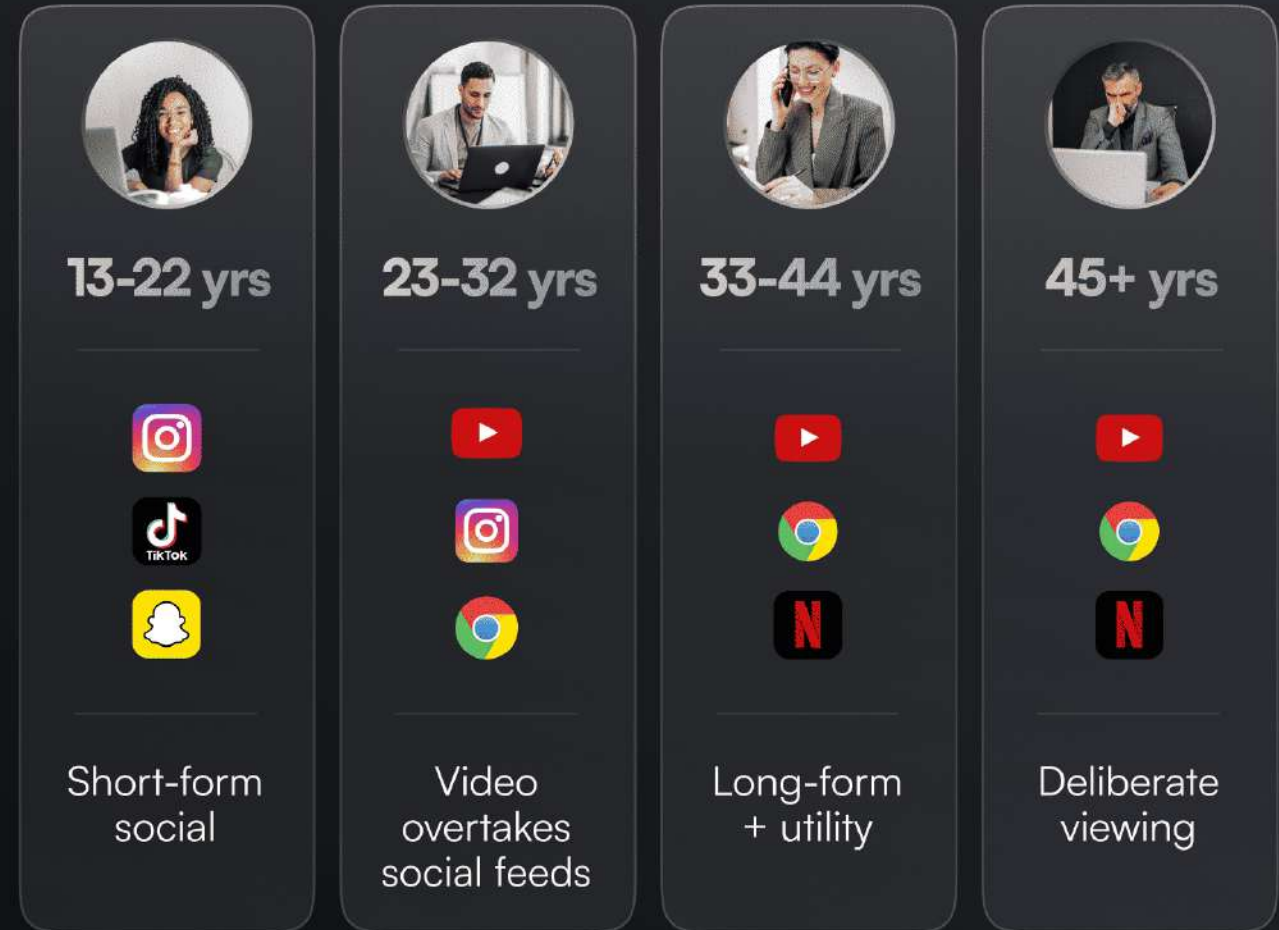 13-22 yrs
TikTok
Short-form
social
23-32 yrs
Video
overtakes
social feeds
33-44 yrs
N
Long-form
+ utility
45+ yrs
N
Deliberate
viewing